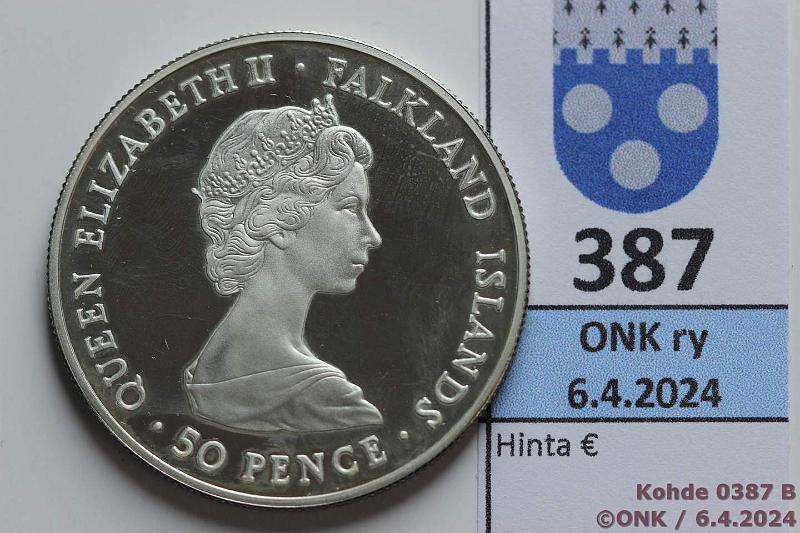 QUEEN ELIZABETH II · FALKLAND ISLANDS ·
50 PENCE ·
387
ONK ry
6.4.2024
Hinta €
Kohde 0387 B
©ONK / 6.4.2024